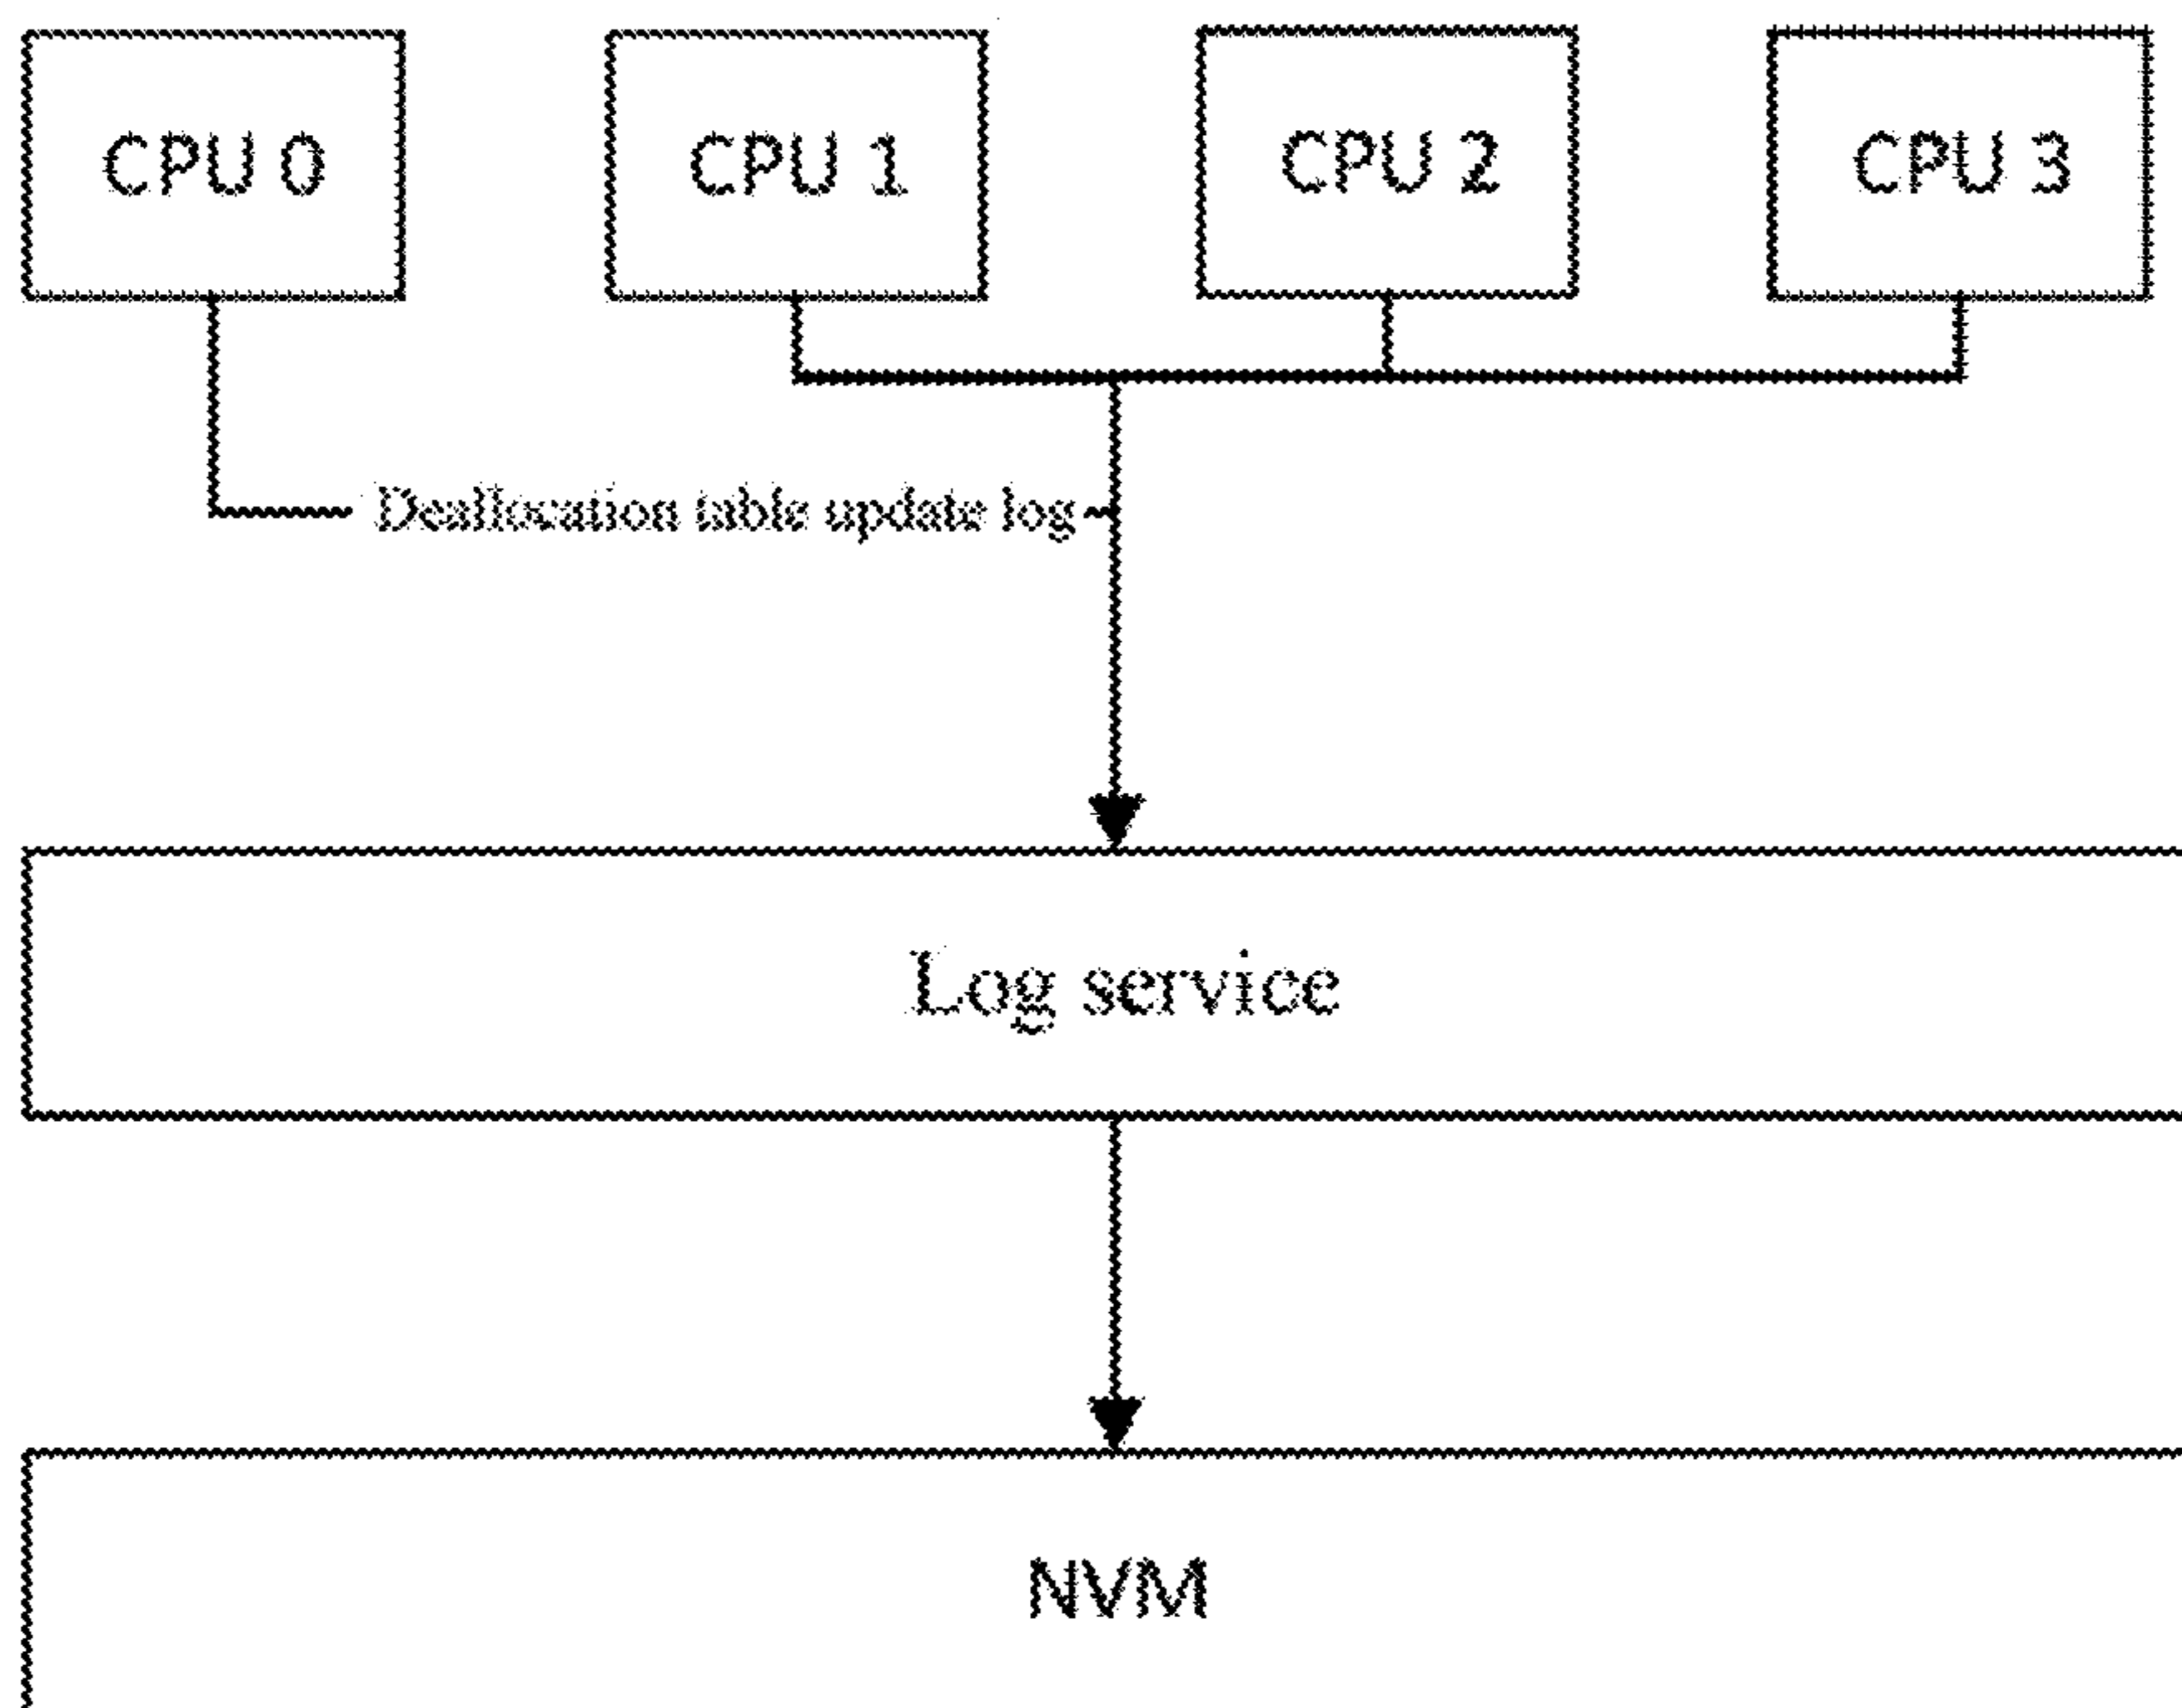 CPU 0
CPU 1
CPU 2
CPU 3
Deallocation table update log
Log service
NVM